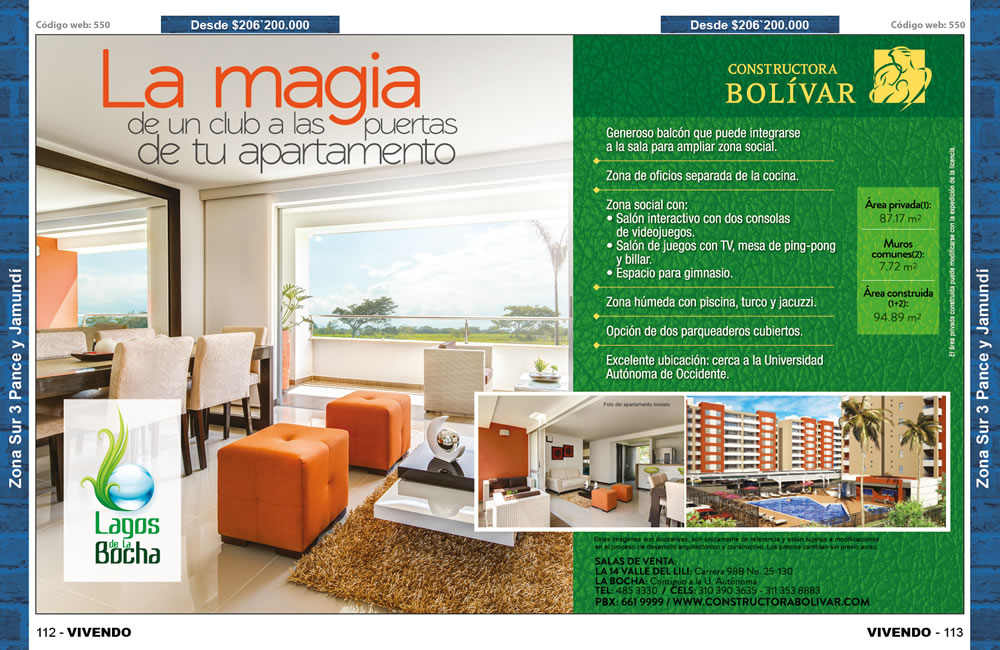 Código web: 550
Desde $206`200.000
Desde $206`200.000
Código web: 550
Zona Sur 3 Pance y Jamundí
La magia
de un club a las puertas
de tu apartamento
Lagos
de la
Bocha
CONSTRUCTORA
BOLÍVAR
Generoso balcón que puede integrarse
a la sala para ampliar zona social.
Zona de oficios separada de la cocina.
Zona social con:
• Salón interactivo con dos consolas
de videojuegos.
• Salón de juegos con TV, mesa de ping-pong
y billar.
• Espacio para gimnasio.
Zona húmeda con piscina, turco y jacuzzi.
Opción de dos parqueaderos cubiertos.
Excelente ubicación: cerca a la Universidad
Autónoma de Occidente.
Área privada(1):
87.17 m²
Muros
comunes(2):
7.72 m²
Área construida
(1+2):
94.89 m²
El área privada construida puede modificarse con la expedición de la licencia.
Foto del apartamento modelo
Estas imágenes son ilustrativas, son únicamente de referencia y están sujetas a modificaciones
en el proceso de desarrollo arquitectónico y constructivo. Los precios cambian sin previo aviso.
SALAS DE VENTA:
LA 14 VALLE DEL LILI: Carrera 98B No. 25-130
LA BOCHA: Contiguo a la U. Autónoma
TEL: 485 3330 / CELS: 310 390 3635 - 311 353 8883
PBX: 661 9999 / WWW.CONSTRUCTORABOLIVAR.COM
Zona Sur 3 Pance y Jamundí
112 - VIVENDO
VIVENDO - 113